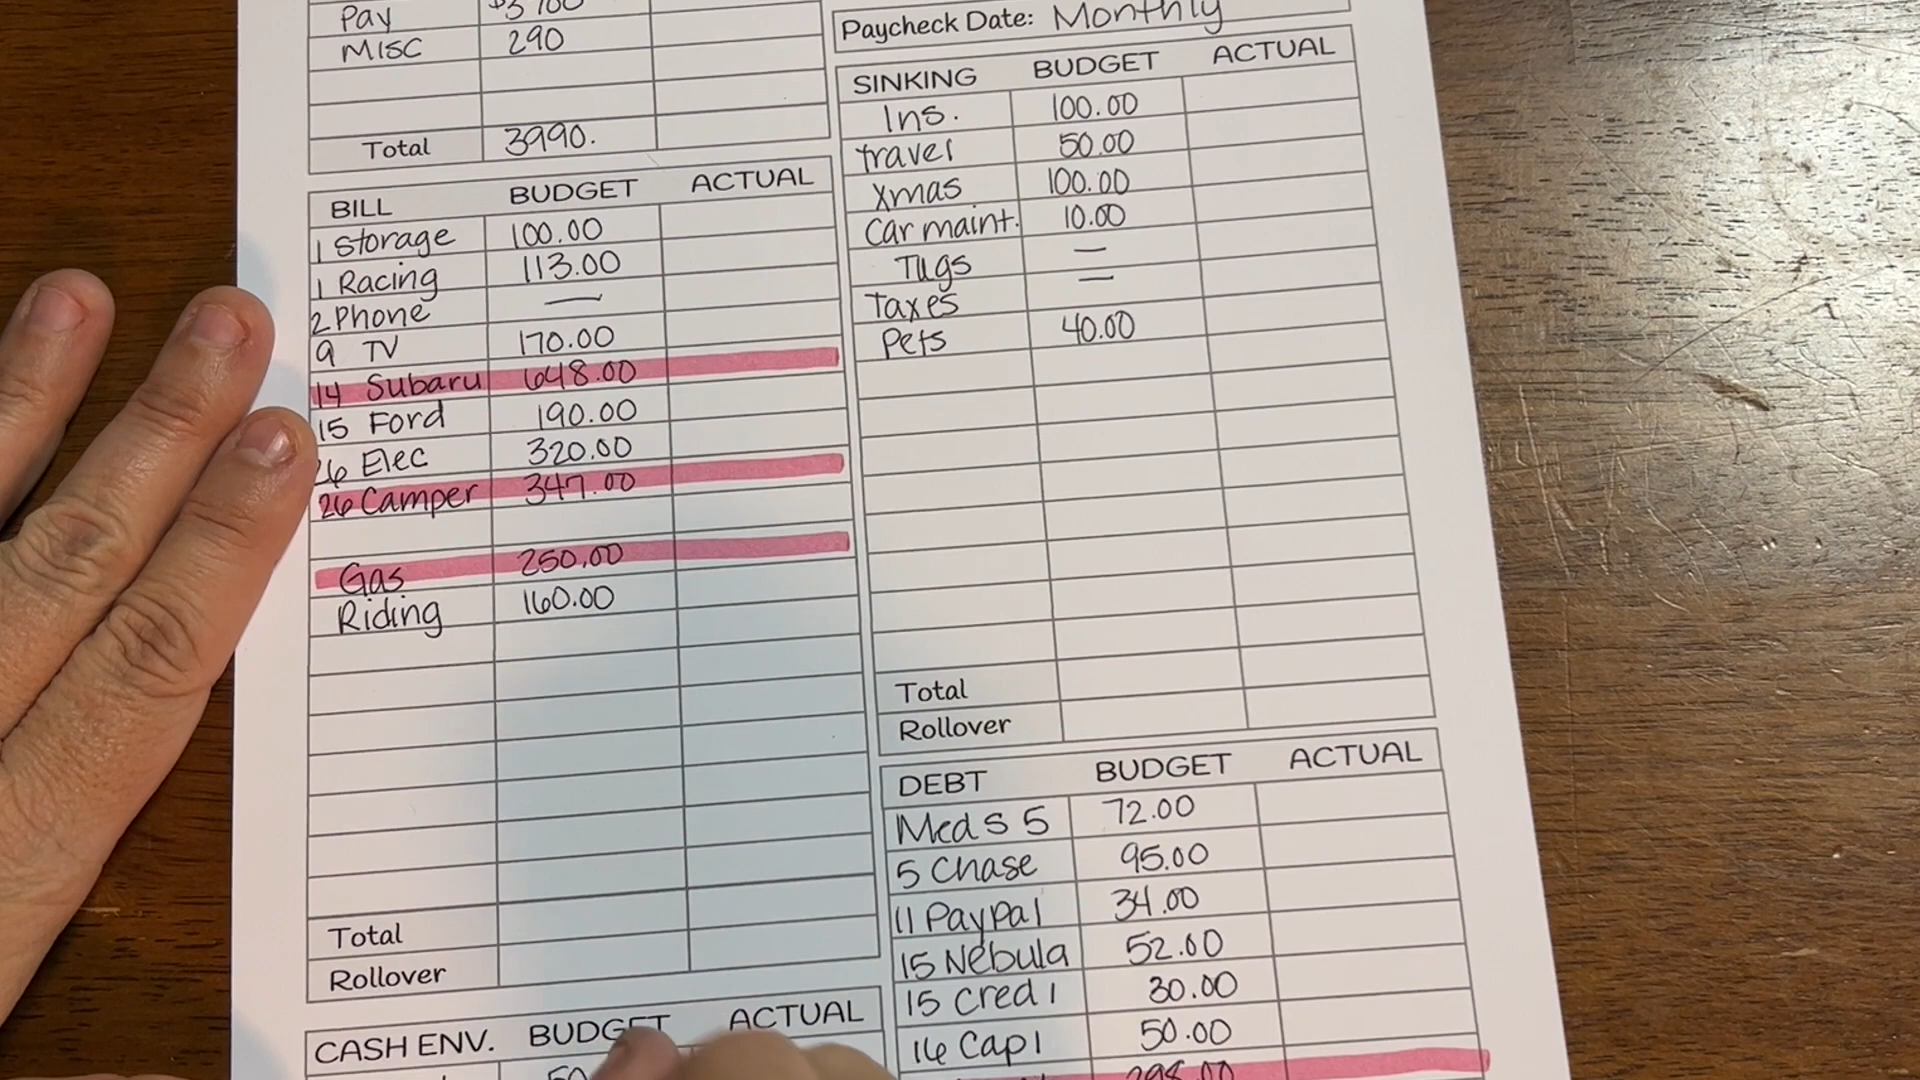 Pay $3700
MISC 290
Total 3990.
BILL BUDGET ACTUAL
1 Storage 100.00
1 Racing 113.00
2 Phone —
9 TV 170.00
14 Subaru 648.00
15 Ford 190.00
26 Elec 320.00
26 Camper 347.00
Gas 250.00
Riding 160.00
Total
Rollover
CASH ENV. BUDGET ACTUAL
50
Paycheck Date: Monthly
SINKING BUDGET ACTUAL
Ins. 100.00
travel 50.00
Xmas 100.00
Car maint. 10.00
Tags —
Taxes —
Pets 40.00
Total
Rollover
DEBT BUDGET ACTUAL
Med S 5 72.00
5 Chase 95.00
11 Paypal 34.00
15 Nebula 52.00
15 Cred 1 30.00
16 Cap 1 50.00
298.00